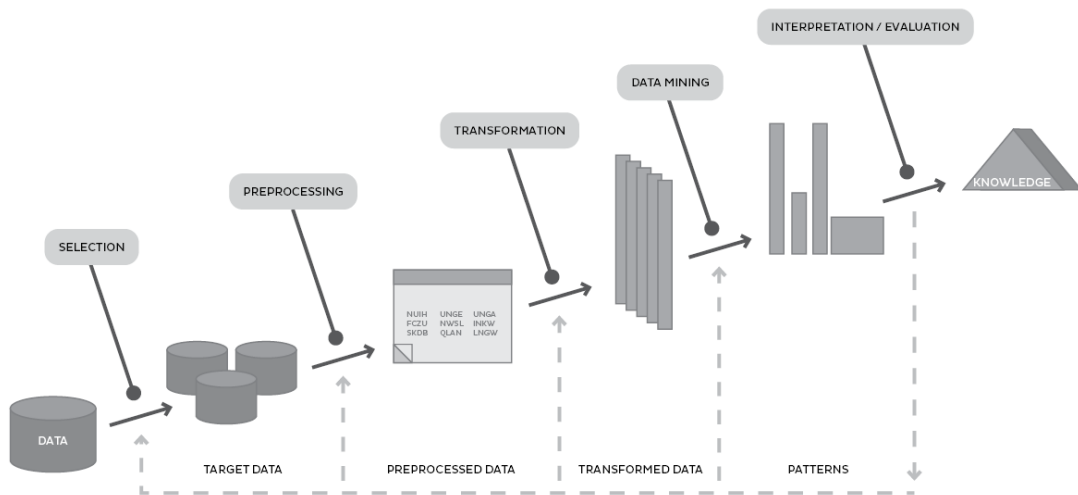 INTERPRETATION / EVALUATION
DATA MINING
TRANSFORMATION
PREPROCESSING
SELECTION
KNOWLEDGE
NUIH UNGE UNGA
FCZU NWSL INKW
SKDB QLAN LNGW
DATA
TARGET DATA
PREPROCESSED DATA
TRANSFORMED DATA
PATTERNS